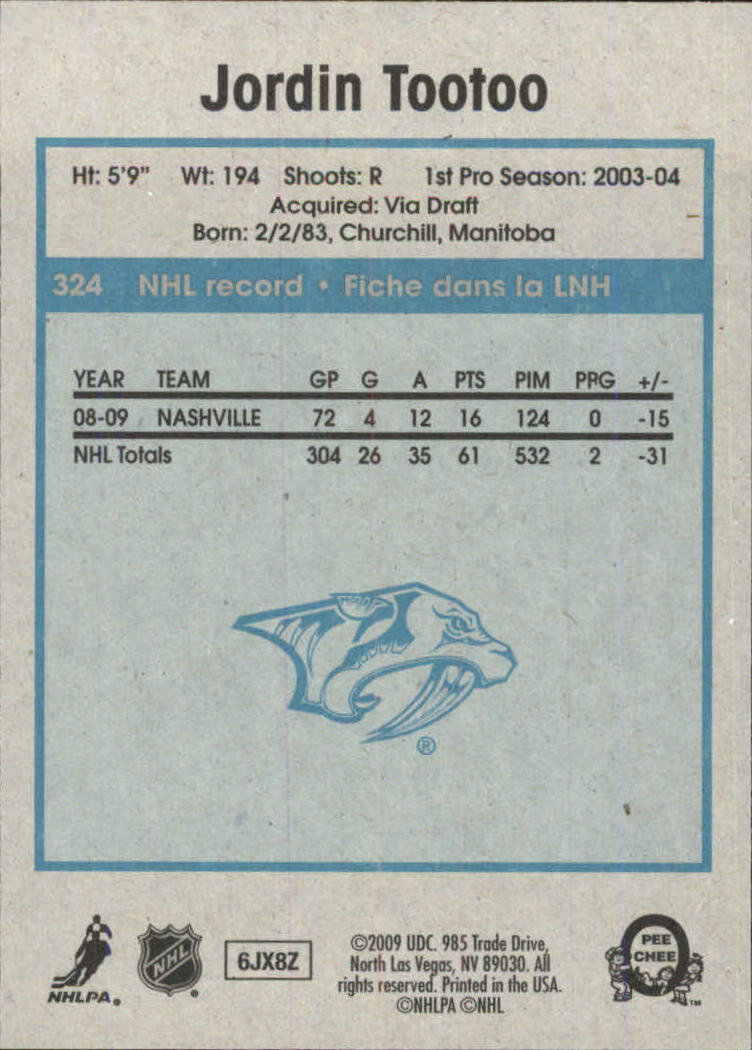 Jordin Tootoo
Ht: 5'9" Wt: 194 Shoots: R 1st Pro Season: 2003-04
Acquired: Via Draft
Born: 2/2/83, Churchill, Manitoba
324 NHL record • Fiche dans la LNH
YEAR TEAM GP G A PTS PIM PPG +/-
08-09 NASHVILLE 72 4 12 16 124 0 -15
NHL Totals 304 26 35 61 532 2 -31
®
NHLPA®
NHL®
6JX8Z
©2009 UDC. 985 Trade Drive,
North Las Vegas, NV 89030. All
rights reserved. Printed in the USA.
©NHLPA ©NHL
O
PEE
CHEE
TM